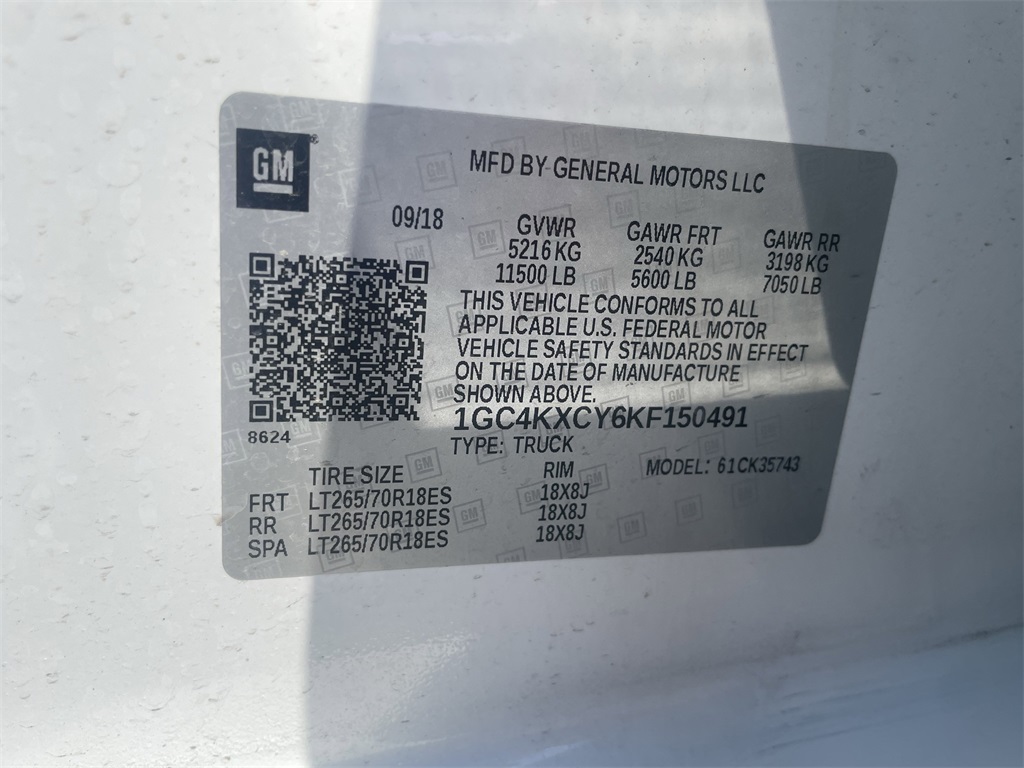 GM
MFD BY GENERAL MOTORS LLC
09/18
GVWR GAWR FRT GAWR RR
5216 KG 2540 KG 3198 KG
11500 LB 5600 LB 7050 LB
THIS VEHICLE CONFORMS TO ALL
APPLICABLE U.S. FEDERAL MOTOR
VEHICLE SAFETY STANDARDS IN EFFECT
ON THE DATE OF MANUFACTURE
SHOWN ABOVE.
1GC4KXCY6KF150491
8624
TYPE: TRUCK
TIRE SIZE RIM MODEL: 61CK35743
FRT LT265/70R18ES 18X8J
RR LT265/70R18ES 18X8J
SPA LT265/70R18ES 18X8J